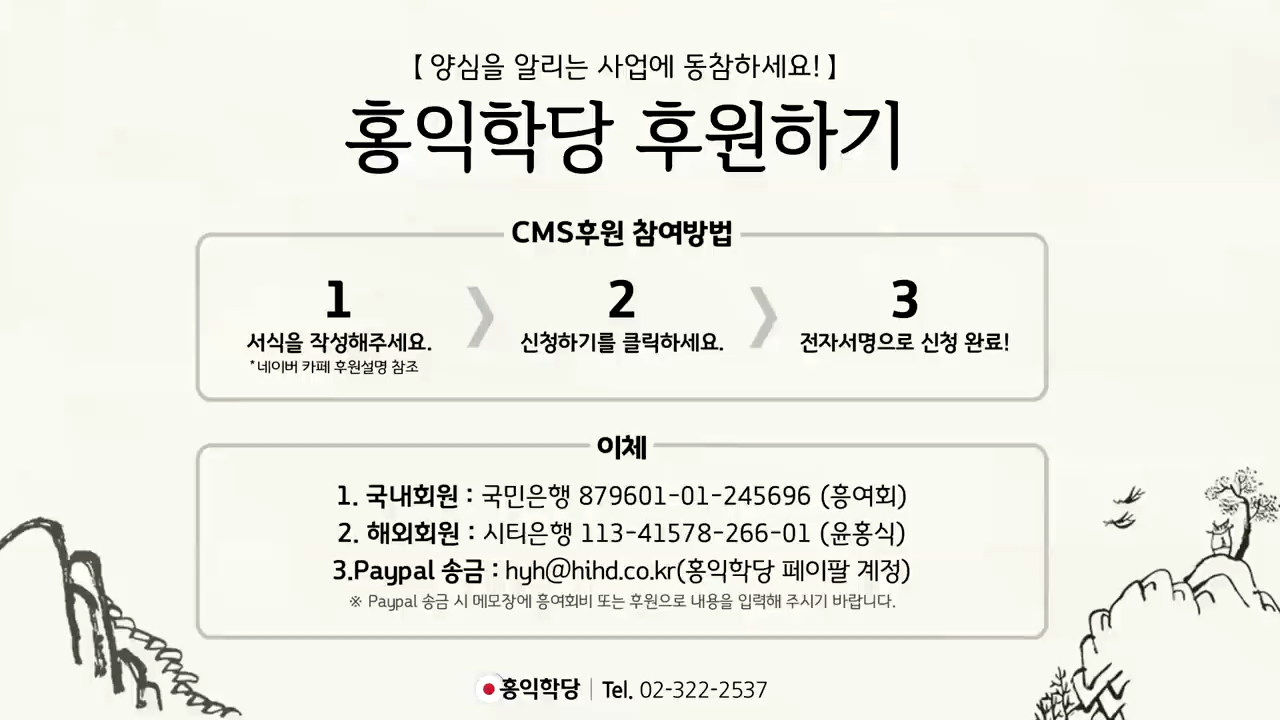 【 양심을 알리는 사업에 동참하세요! 】
홍익학당 후원하기
CMS후원 참여방법
1
서식을 작성해주세요.
*네이버 카페 후원설명 참조
2
신청하기를 클릭하세요.
3
전자서명으로 신청 완료!
이체
1. 국내회원 : 국민은행 879601-01-245696 (흥여회)
2. 해외회원 : 시티은행 113-41578-266-01 (윤홍식)
3.Paypal 송금 : hyh@hihd.co.kr(홍익학당 페이팔 계정)
※ Paypal 송금 시 메모장에 흥여회비 또는 후원으로 내용을 입력해 주시기 바랍니다.
홍익학당 | Tel. 02-322-2537